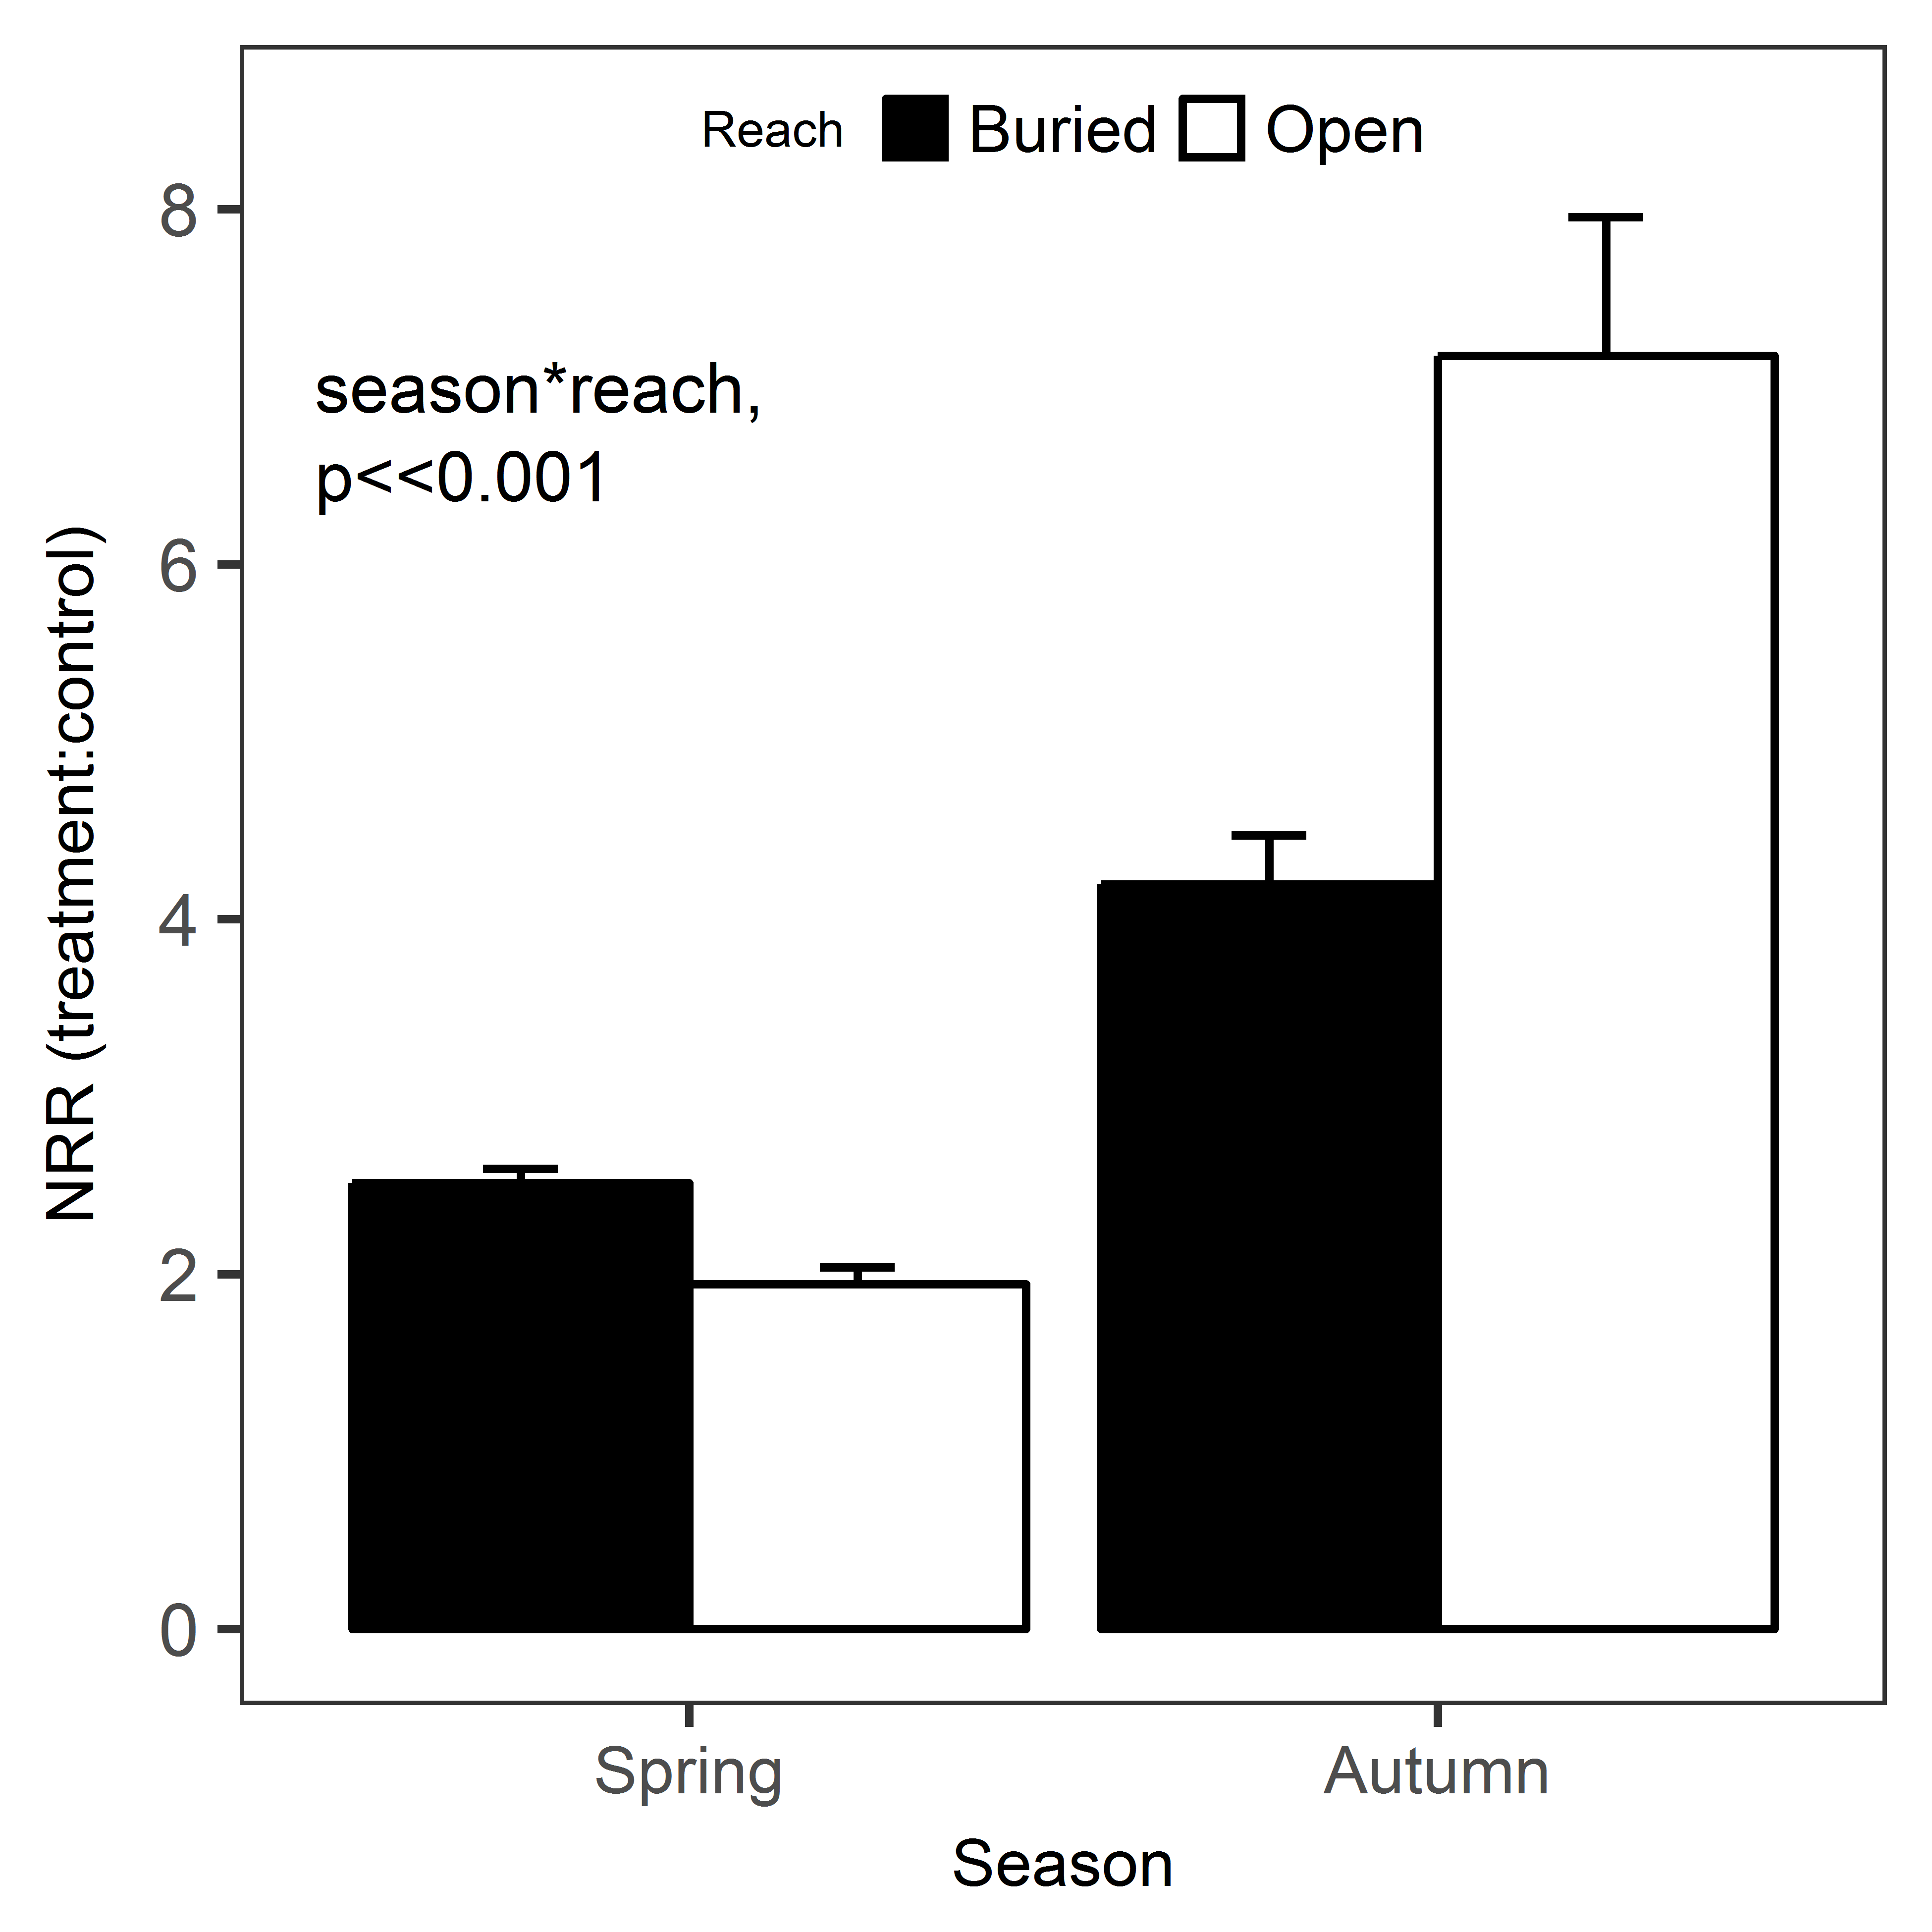 Reach Buried Open
season*reach,
p<<0.001
NRR (treatment:control)
8
6
4
2
0
Spring Autumn
Season